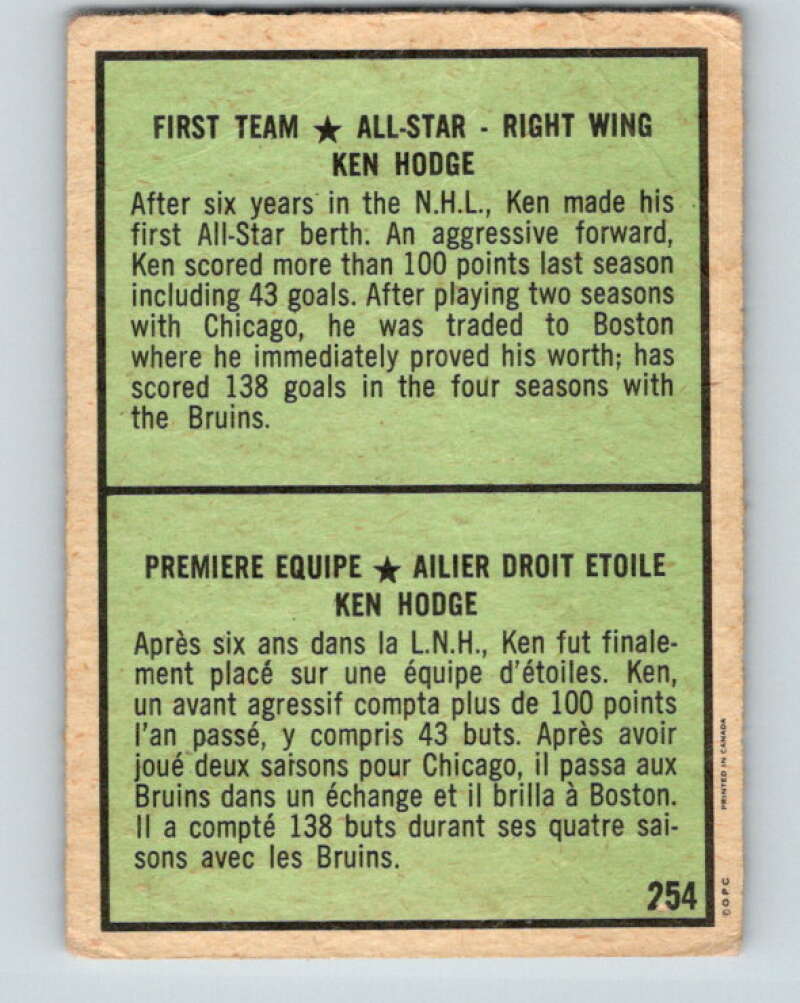 FIRST TEAM ★ ALL-STAR - RIGHT WING
KEN HODGE
After six years in the N.H.L., Ken made his
first All-Star berth. An aggressive forward,
Ken scored more than 100 points last season
including 43 goals. After playing two seasons
with Chicago, he was traded to Boston
where he immediately proved his worth; has
scored 138 goals in the four seasons with
the Bruins.
PREMIERE EQUIPE ★ AILIER DROIT ETOILE
KEN HODGE
Après six ans dans la L.N.H., Ken fut finale-
ment placé sur une équipe d'étoiles. Ken,
un avant agressif compta plus de 100 points
l'an passé, y compris 43 buts. Après avoir
joué deux saisons pour Chicago, il passa aux
Bruins dans un échange et il brilla à Boston.
Il a compté 138 buts durant ses quatre sai-
sons avec les Bruins.
254
© O.P.C. PRINTED IN CANADA